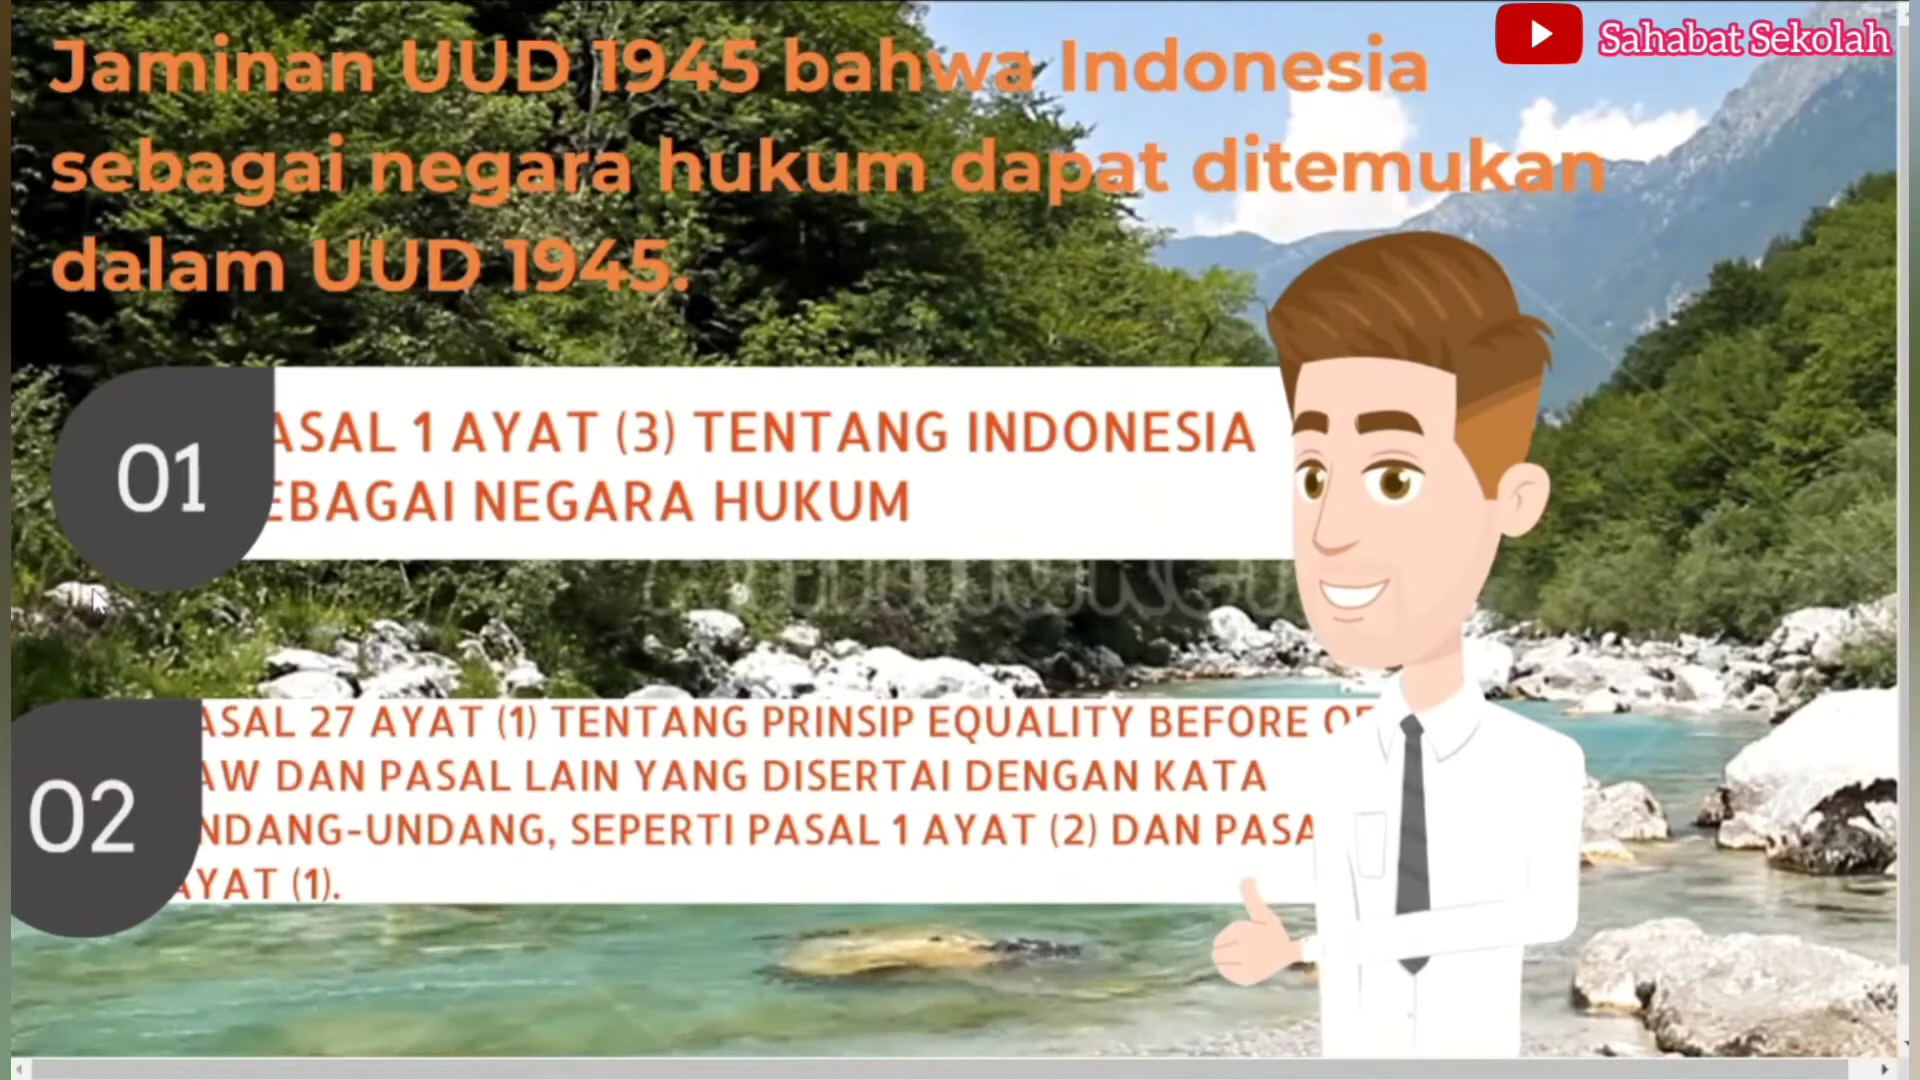 Sahabat Sekolah
Jaminan UUD 1945 bahwa Indonesia
sebagai negara hukum dapat ditemukan
dalam UUD 1945.
01
ASAL 1 AYAT (3) TENTANG INDONESIA
EBAGAI NEGARA HUKUM
02
ASAL 27 AYAT (1) TENTANG PRINSIP EQUALITY BEFORE
AW DAN PASAL LAIN YANG DISERTAI DENGAN KATA
NDANG-UNDANG, SEPERTI PASAL 1 AYAT (2) DAN PASA
AYAT (1).